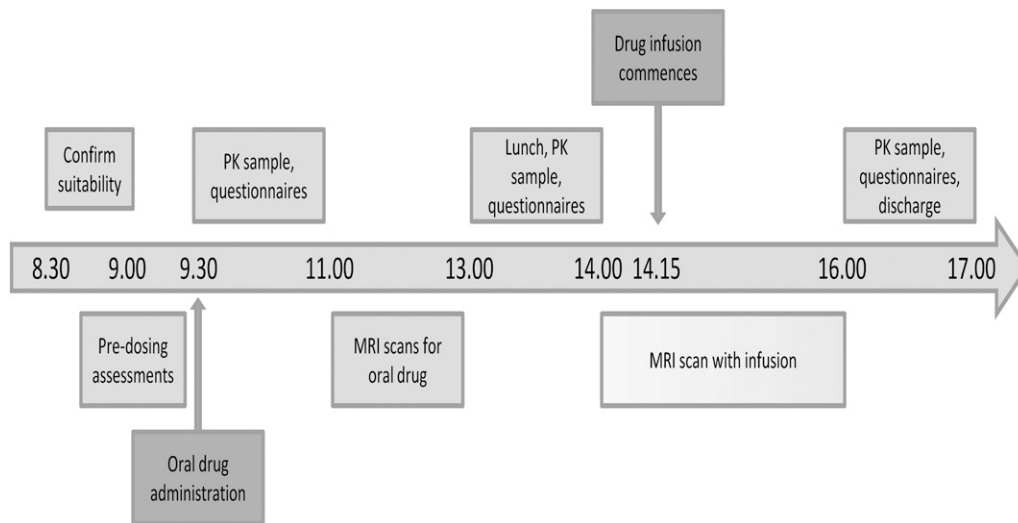 Drug infusion
commences
Confirm
suitability
PK sample,
questionnaires
Lunch, PK
sample,
questionnaires
PK sample,
questionnaires,
discharge
8.30 9.00 9.30 11.00 13.00 14.00 14.15 16.00 17.00
Pre-dosing
assessments
MRI scans for
oral drug
MRI scan with infusion
Oral drug
administration